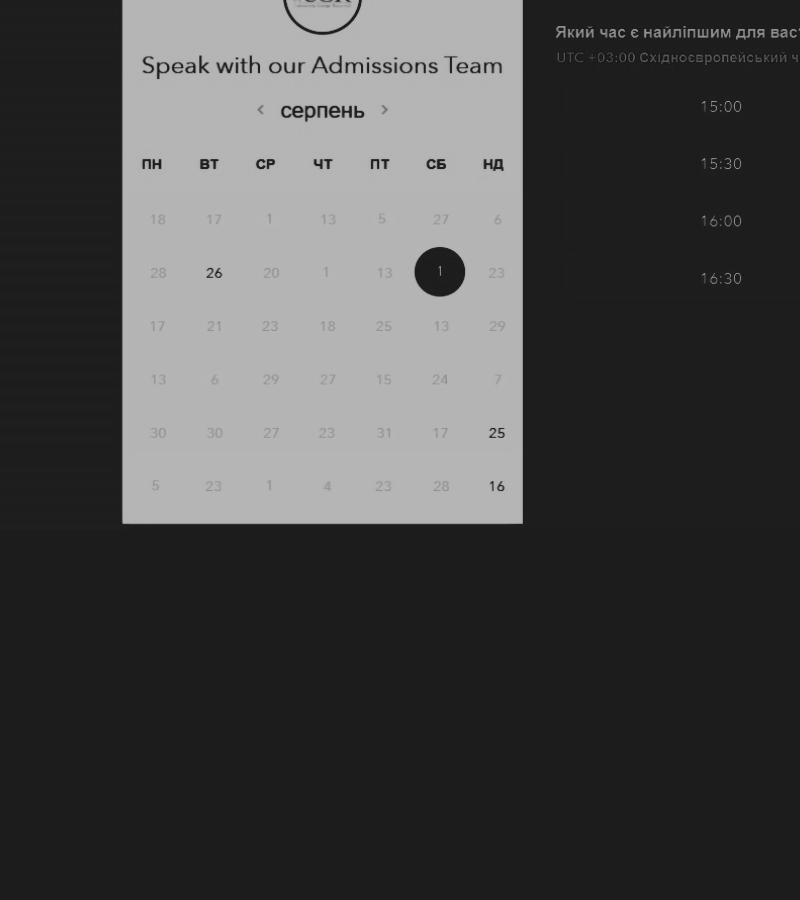 Speak with our Admissions Team
< серпень >
ПН ВТ СР ЧТ ПТ СБ НД
18 17 1 13 5 27 6
28 26 20 1 13 1 23
17 21 23 18 25 13 29
13 6 29 27 15 24 7
30 30 27 23 31 17 25
5 23 1 4 23 28 16
Який час є найліпшим для вас
UTC +03:00 Східноєвропейський ч
15:00
15:30
16:00
16:30